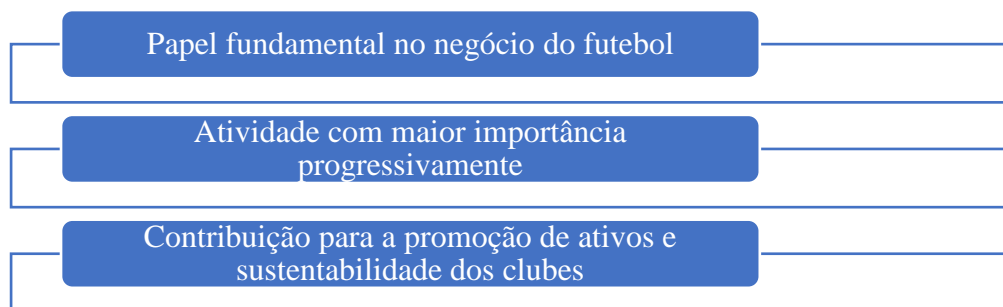 Papel fundamental no negócio do futebol
Atividade com maior importância
progressivamente
Contribuição para a promoção de ativos e
sustentabilidade dos clubes